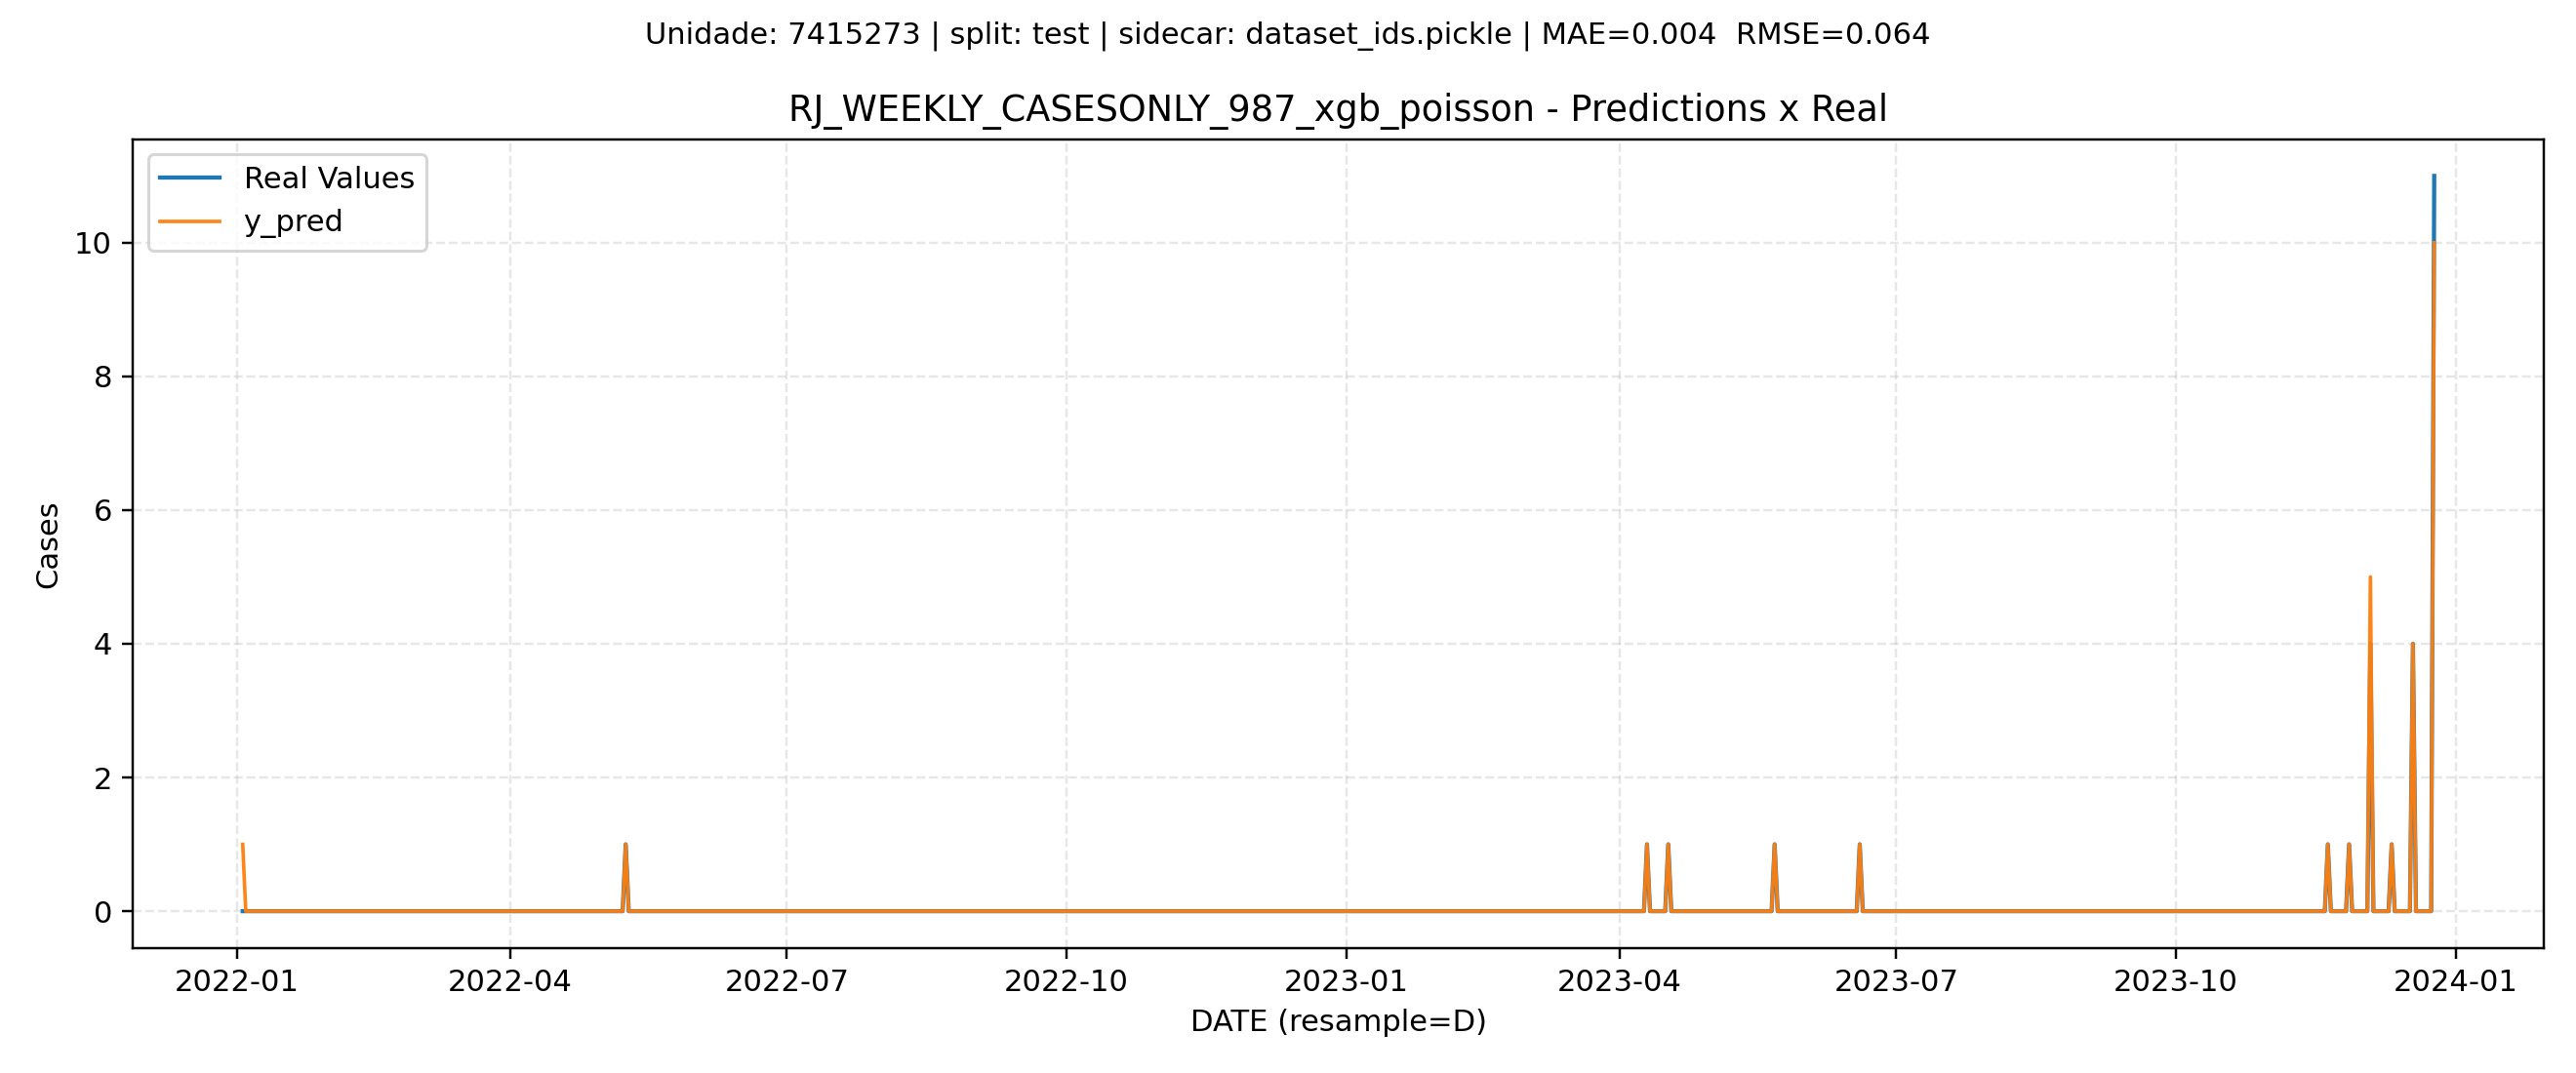 Unidade: 7415273 | split: test | sidecar: dataset_ids.pickle | MAE=0.004  RMSE=0.064
RJ_WEEKLY_CASESONLY_987_xgb_poisson - Predictions x Real
Real Values
y_pred
10
8
6
4
2
0
Cases
2022-01
2022-04
2022-07
2022-10
2023-01
2023-04
2023-07
2023-10
2024-01
DATE (resample=D)